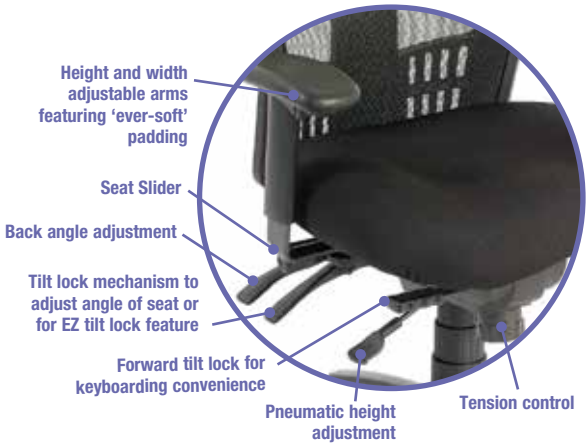 Height and width
adjustable arms
featuring ‘ever-soft’
padding
Seat Slider
Back angle adjustment
Tilt lock mechanism to
adjust angle of seat or
for EZ tilt lock feature
Forward tilt lock for
keyboarding convenience
Pneumatic height
adjustment
Tension control